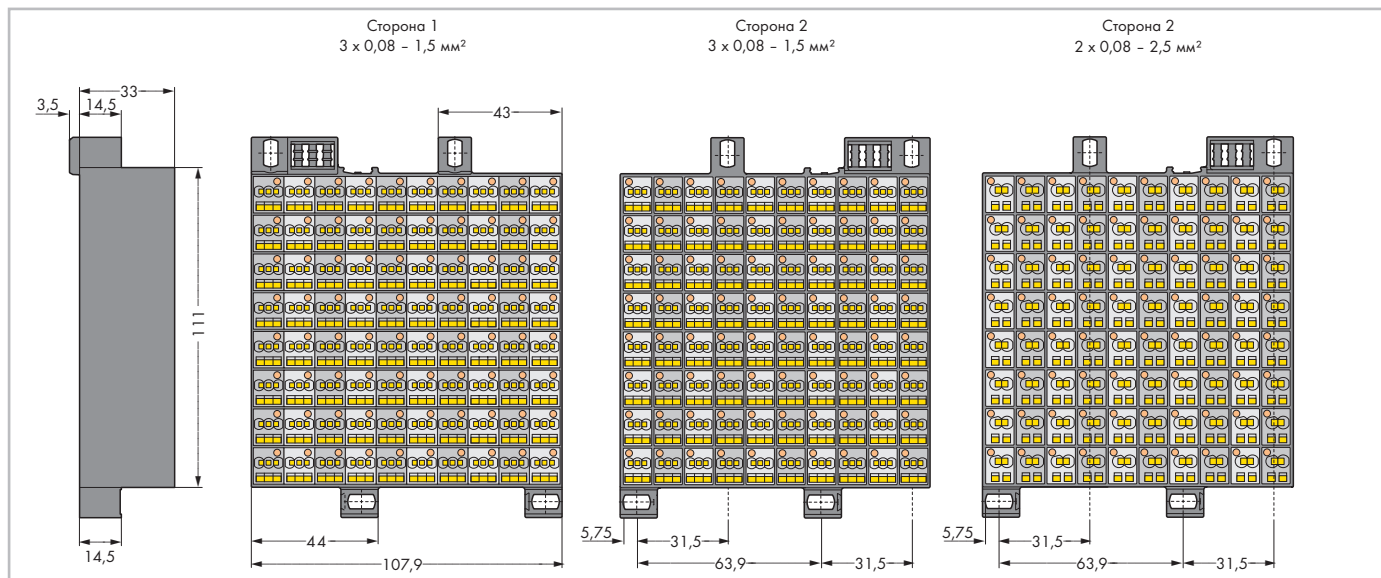 Сторона 1
3 x 0,08 – 1,5 мм²
Сторона 2
3 x 0,08 – 1,5 мм²
Сторона 2
2 x 0,08 – 2,5 мм²
33
3,5
14,5
43
111
14,5
44
107,9
5,75
31,5
63,9
31,5
5,75
31,5
63,9
31,5